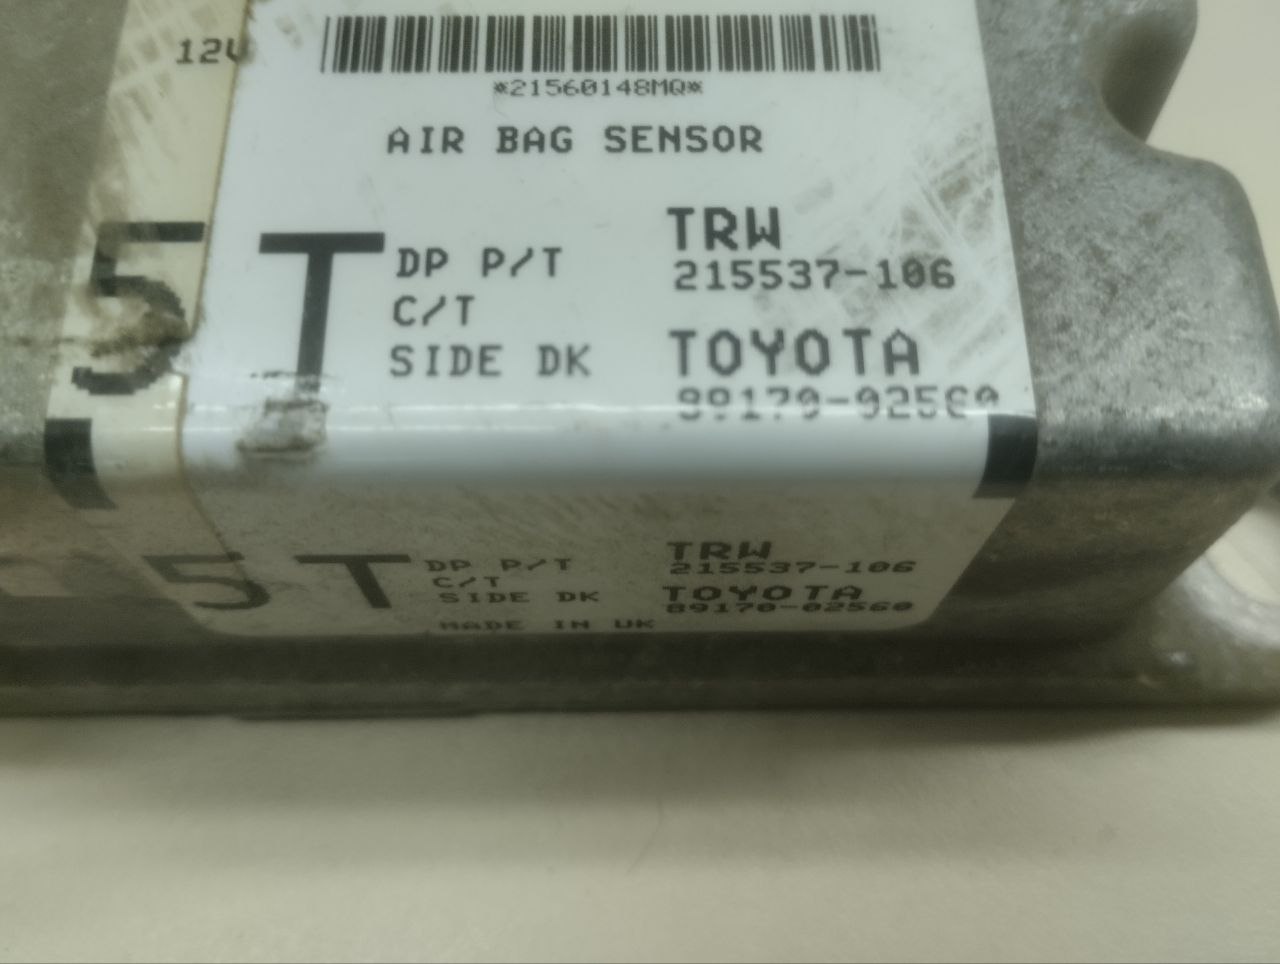 12V
*21560148MQ*
AIR BAG SENSOR
5T
DP P/T
C/T
SIDE DK
TRW
215537-106
TOYOTA
89170-02560
5T
DP P/T
C/T
SIDE DK
MADE IN UK
TRW
215537-106
TOYOTA
89170-02560